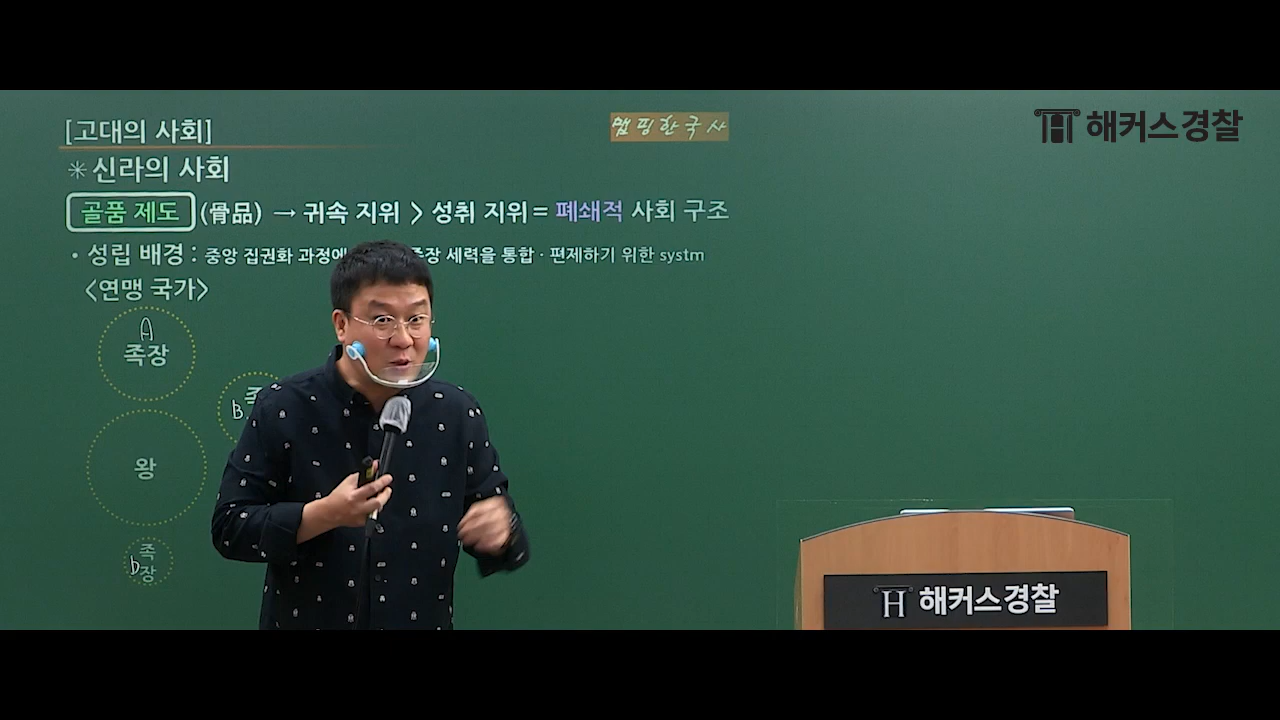 [고대의 사회]
맵핑한국사
해커스경찰
✳신라의 사회
골품 제도 (骨品) → 귀속 지위 > 성취 지위 = 폐쇄적 사회 구조
• 성립 배경 : 중앙 집권화 과정에 세력을 통합 · 편제하기 위한 systm
<연맹 국가>
A
족장
b
왕
족
b 장
H 해커스경찰